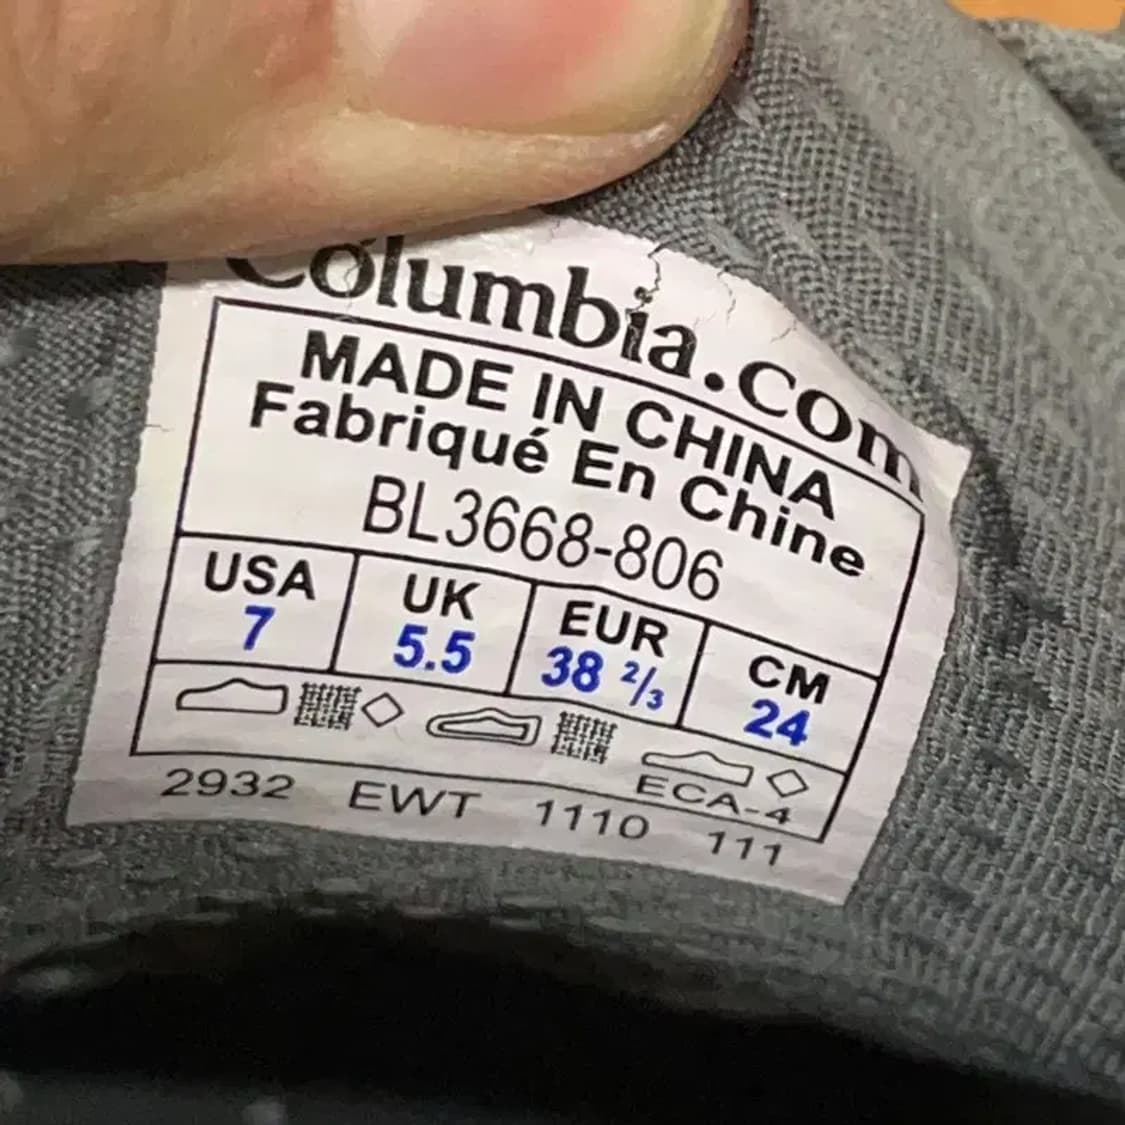 Columbia.com
MADE IN CHINA
Fabriqué En Chine
BL3668-806
USA UK EUR CM
7 5.5 38 ²/₃ 24
ECA-4
2932 EWT 1110 111